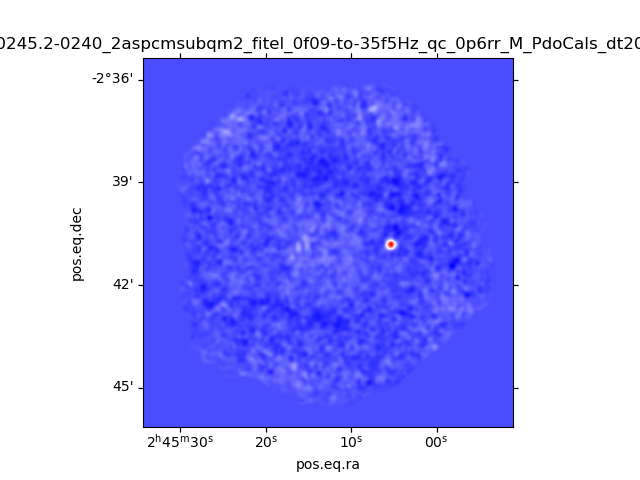 0245.2-0240_2aspcmsubqm2_fitel_0f09-to-35f5Hz_qc_0p6rr_M_PdoCals_dt20
-2°36'
39'
42'
45'
pos.eq.dec
2ʰ45ᵐ30ˢ 20ˢ 10ˢ 00ˢ
pos.eq.ra